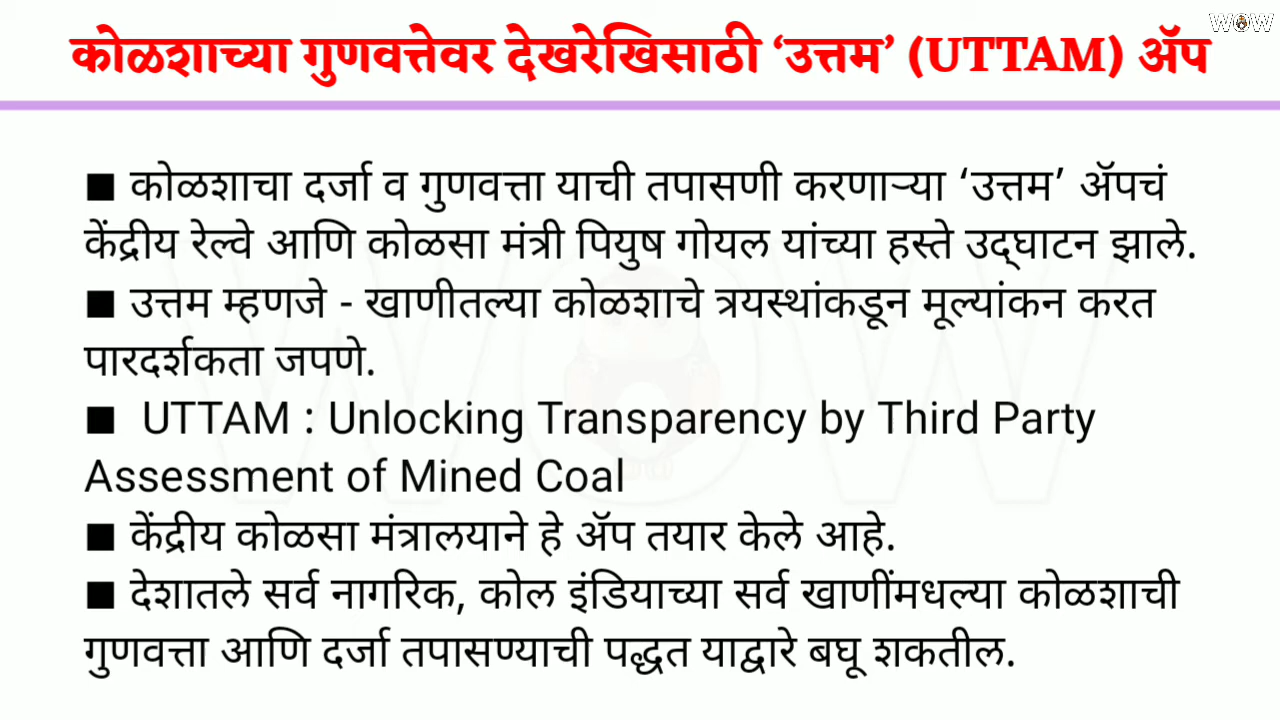 WOW
कोळशाच्या गुणवत्तेवर देखरेखिसाठी ‘उत्तम’ (UTTAM) ॲप
■ कोळशाचा दर्जा व गुणवत्ता याची तपासणी करणाऱ्या ‘उत्तम’ ॲपचं
केंद्रीय रेल्वे आणि कोळसा मंत्री पियुष गोयल यांच्या हस्ते उद्‌घाटन झाले.
■ उत्तम म्हणजे - खाणीतल्या कोळशाचे त्रयस्थांकडून मूल्यांकन करत
पारदर्शकता जपणे.
■ UTTAM : Unlocking Transparency by Third Party
Assessment of Mined Coal
■ केंद्रीय कोळसा मंत्रालयाने हे ॲप तयार केले आहे.
■ देशातले सर्व नागरिक, कोल इंडियाच्या सर्व खाणींमधल्या कोळशाची
गुणवत्ता आणि दर्जा तपासण्याची पद्धत याद्वारे बघू शकतील.